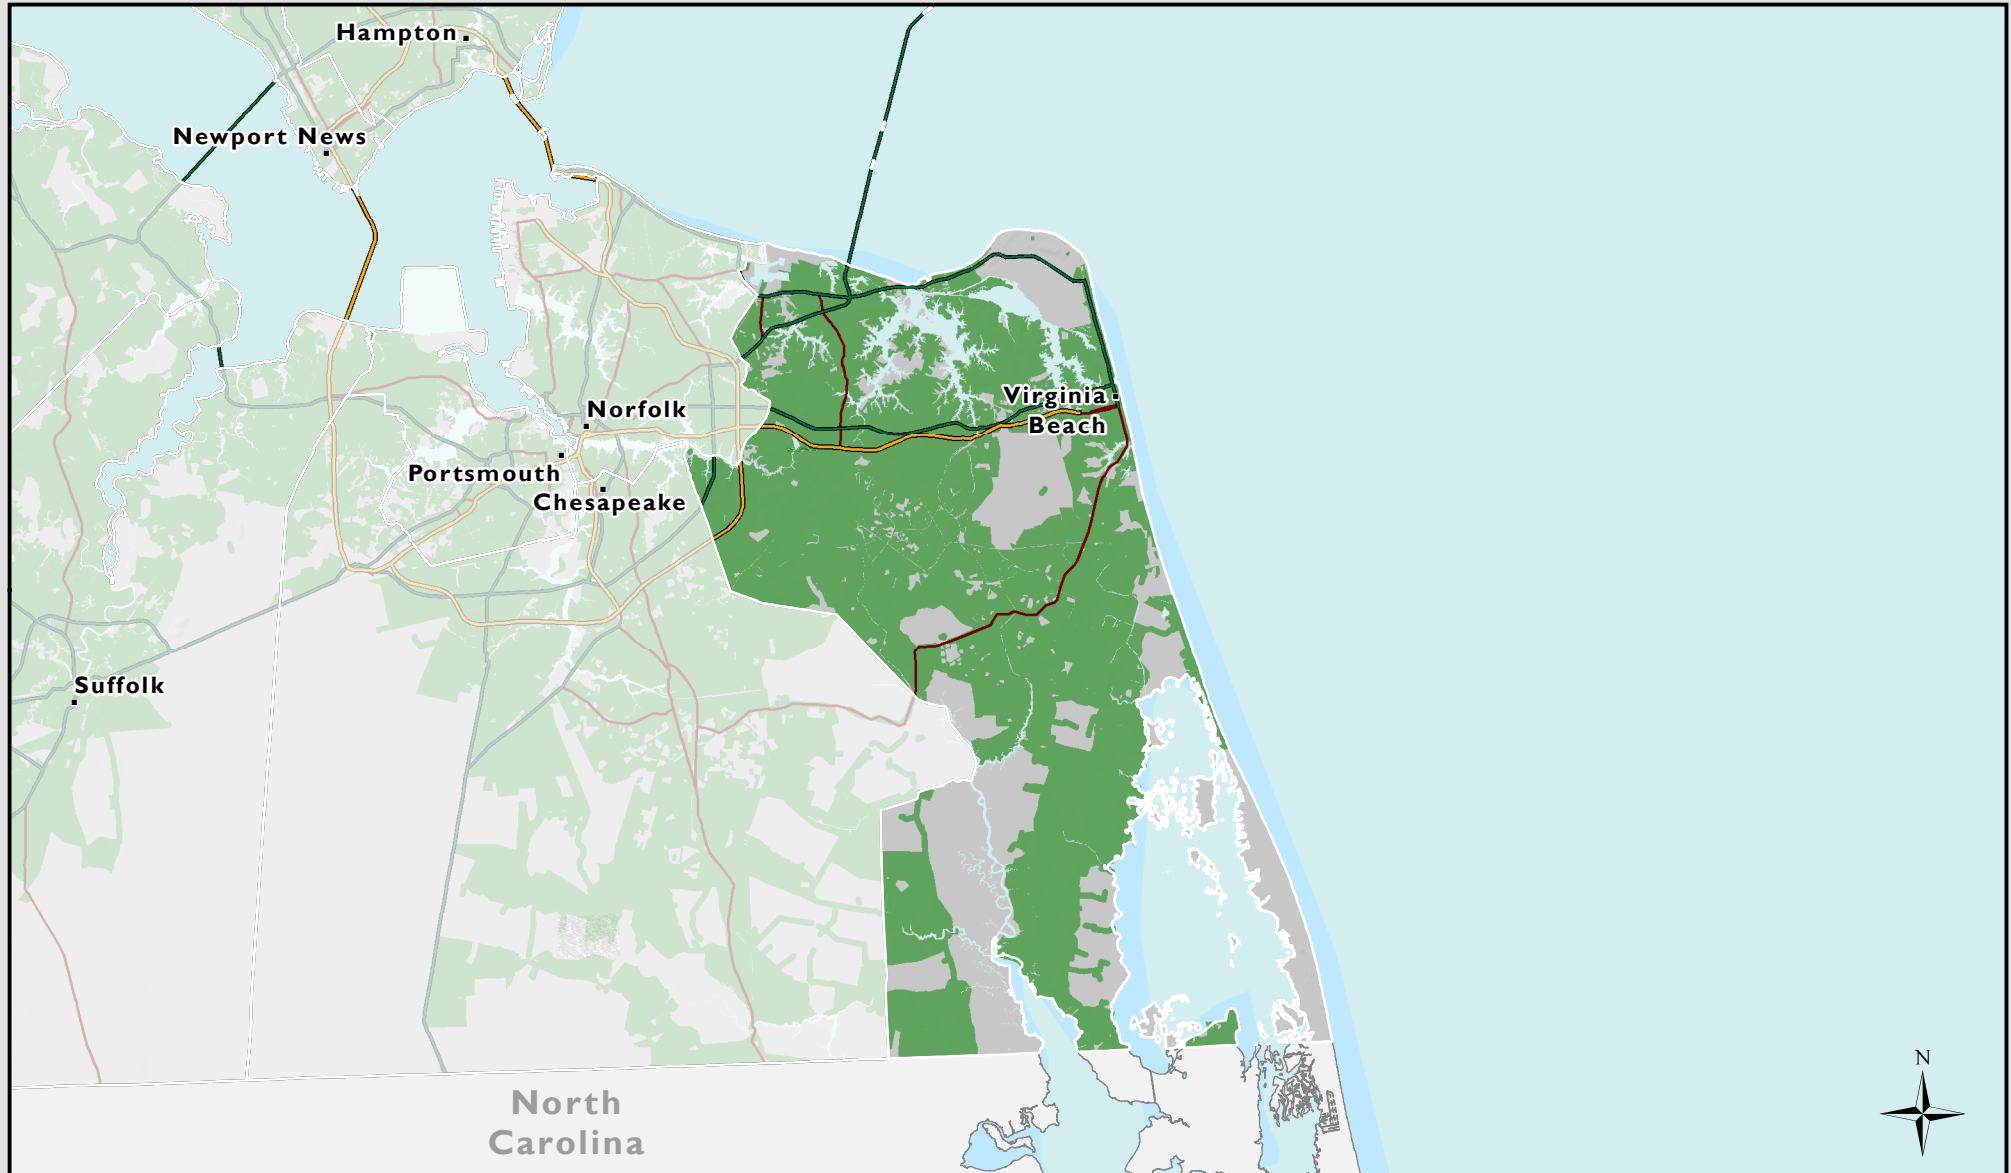 Hampton
Newport News
Norfolk
Virginia
Beach
Portsmouth
Chesapeake
Suffolk
North
Carolina
N